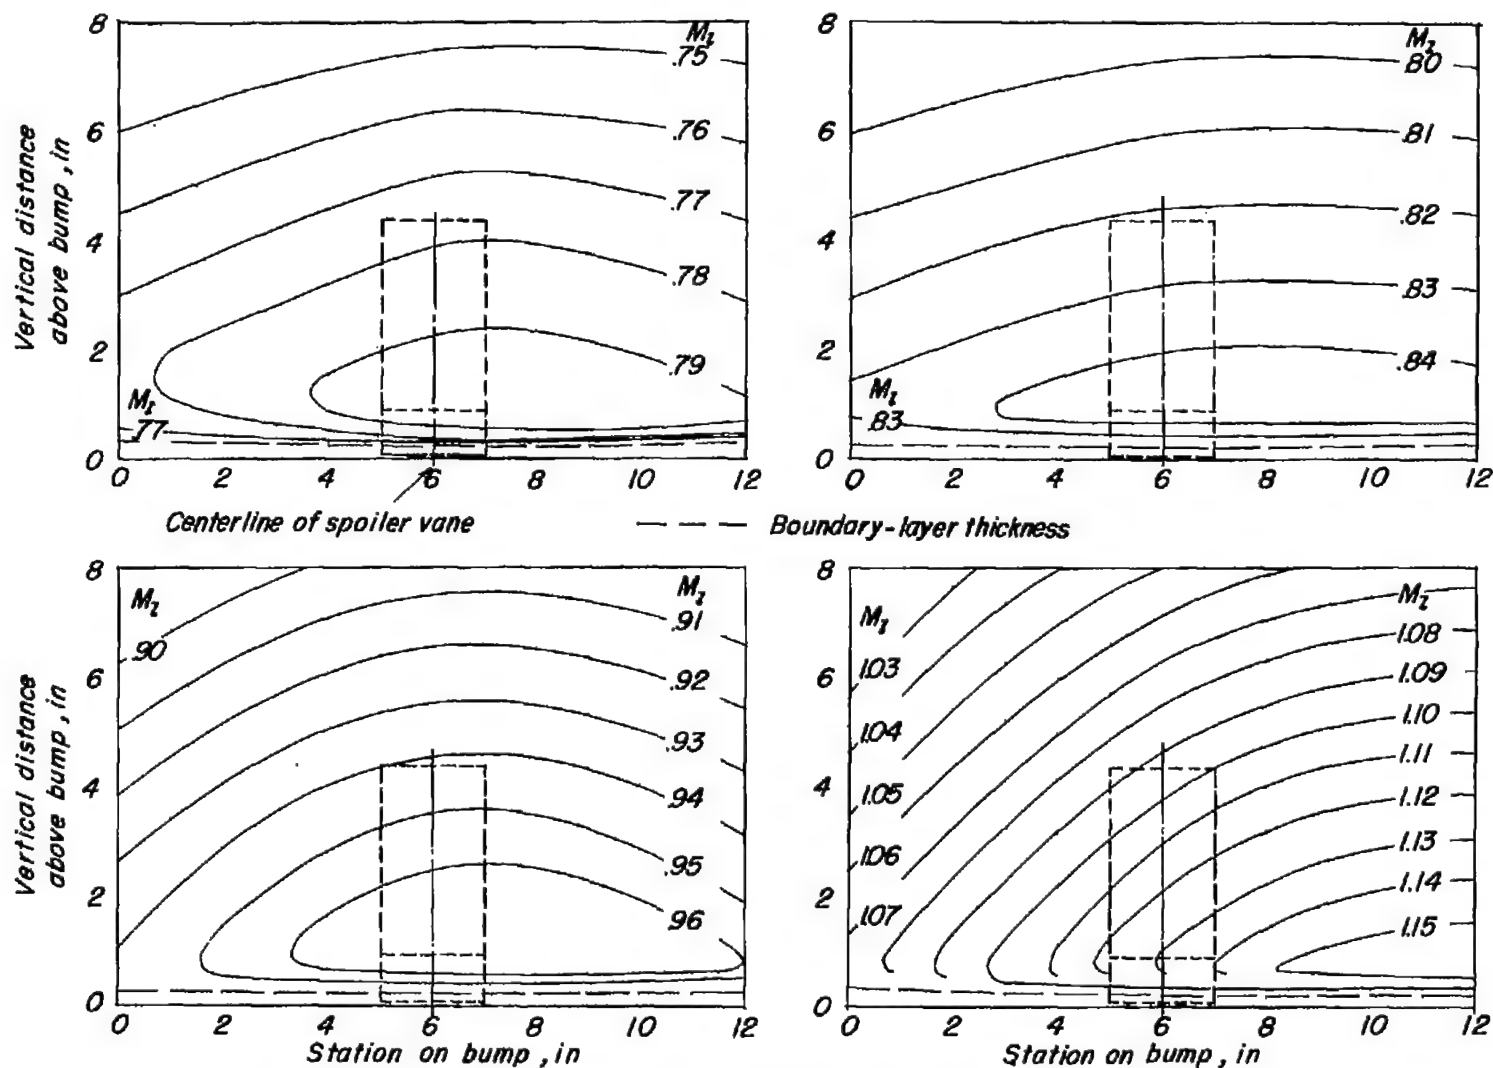 8
6
4
2
0
Vertical distance
above bump, in
M_l
.75
.76
.77
.78
.79
M_l
.77
0 2 4 6 8 10 12
8
6
4
2
0
M_l
.80
.81
.82
.83
.84
M_l
.83
0 2 4 6 8 10 12
Centerline of spoiler vane
Boundary-layer thickness
8
6
4
2
0
Vertical distance
above bump, in
M_l
.90
M_l
.91
.92
.93
.94
.95
.96
0 2 4 6 8 10 12
Station on bump, in
8
6
4
2
0
M_l
1.03
1.04
1.05
1.06
1.07
M_l
1.08
1.09
1.10
1.11
1.12
1.13
1.14
1.15
0 2 4 6 8 10 12
Station on bump, in